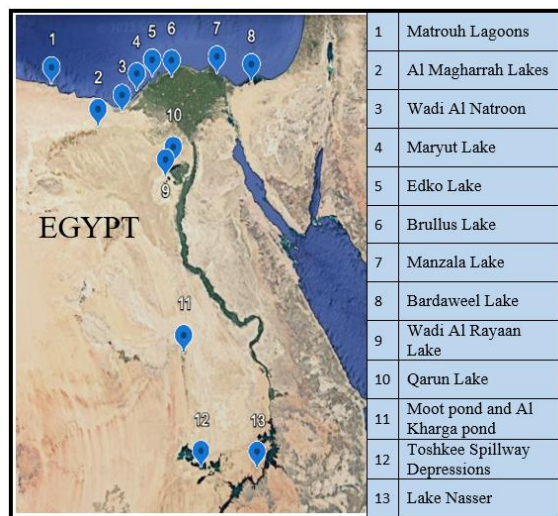 1
2
3
4
5
6
7
8
10
9
EGYPT
11
12
13
1 Matrouh Lagoons
2 Al Magharrah Lakes
3 Wadi Al Natroon
4 Maryut Lake
5 Edko Lake
6 Brullus Lake
7 Manzala Lake
8 Bardaweel Lake
9 Wadi Al Rayaan
Lake
10 Qarun Lake
11 Moot pond and Al
Kharga pond
12 Toshkee Spillway
Depressions
13 Lake Nasser